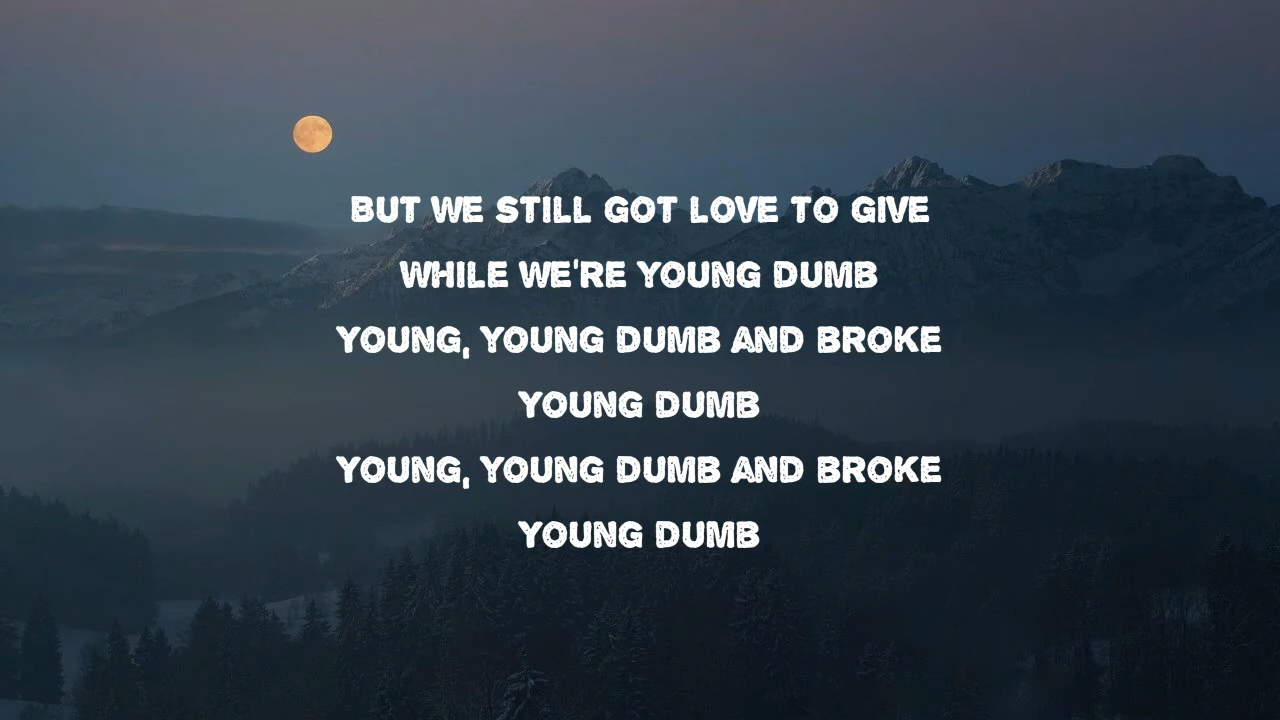 BUT WE STILL GOT LOVE TO GIVE
WHILE WE'RE YOUNG DUMB
YOUNG, YOUNG DUMB AND BROKE
YOUNG DUMB
YOUNG, YOUNG DUMB AND BROKE
YOUNG DUMB